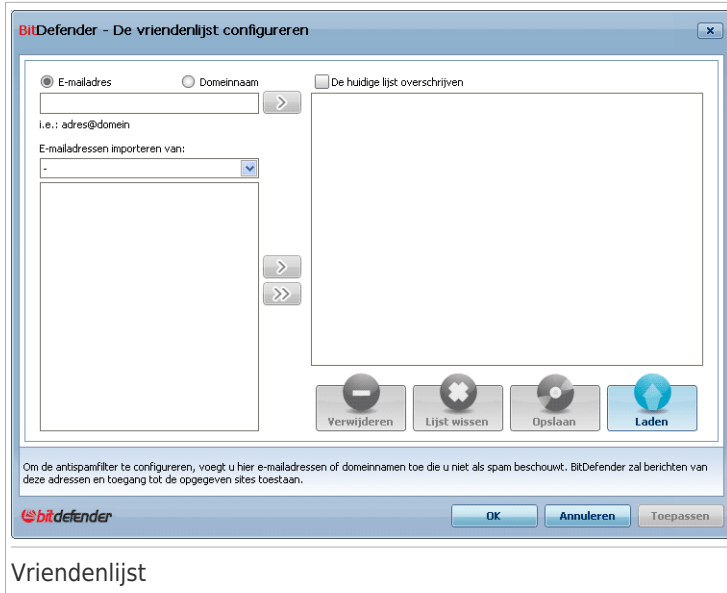 BitDefender - De vriendenlijst configureren
E-mailadres
Domeinnaam
De huidige lijst overschrijven
i.e.: adres@domein
E-mailadressen importeren van:
-
Verwijderen
Lijst wissen
Opslaan
Laden
Om de antispamfilter te configureren, voegt u hier e-mailadressen of domeinnamen toe die u niet als spam beschouwt. BitDefender zal berichten van
deze adressen en toegang tot de opgegeven sites toestaan.
bitdefender
OK
Annuleren
Toepassen
Vriendenlijst